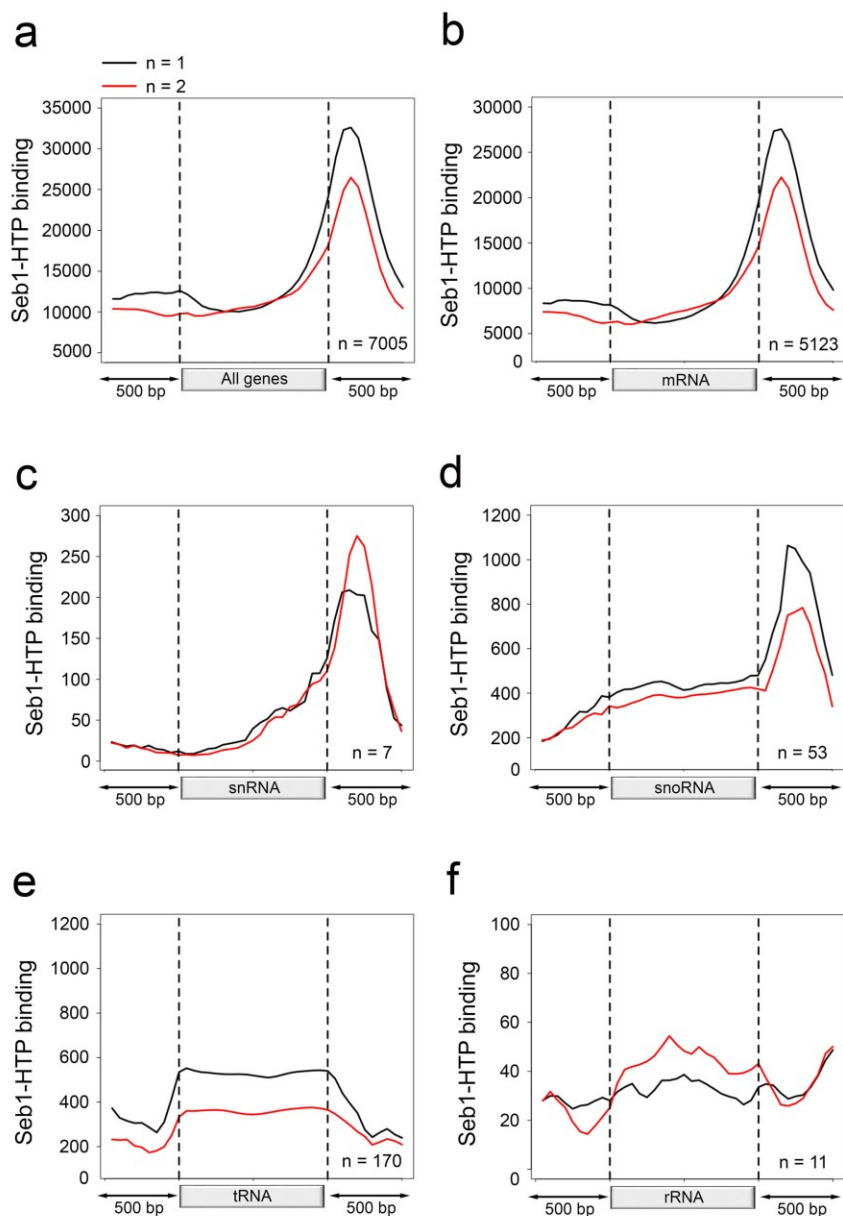 a
n = 1
n = 2
35000
30000
25000
20000
15000
10000
5000
Seb1-HTP binding
n = 7005
500 bp
All genes
500 bp
b
30000
25000
20000
15000
10000
5000
0
Seb1-HTP binding
n = 5123
500 bp
mRNA
500 bp
c
300
250
200
150
100
50
0
Seb1-HTP binding
n = 7
500 bp
snRNA
500 bp
d
1200
1000
800
600
400
200
0
Seb1-HTP binding
n = 53
500 bp
snoRNA
500 bp
e
1200
1000
800
600
400
200
0
Seb1-HTP binding
n = 170
500 bp
tRNA
500 bp
f
100
80
60
40
20
0
Seb1-HTP binding
n = 11
500 bp
rRNA
500 bp